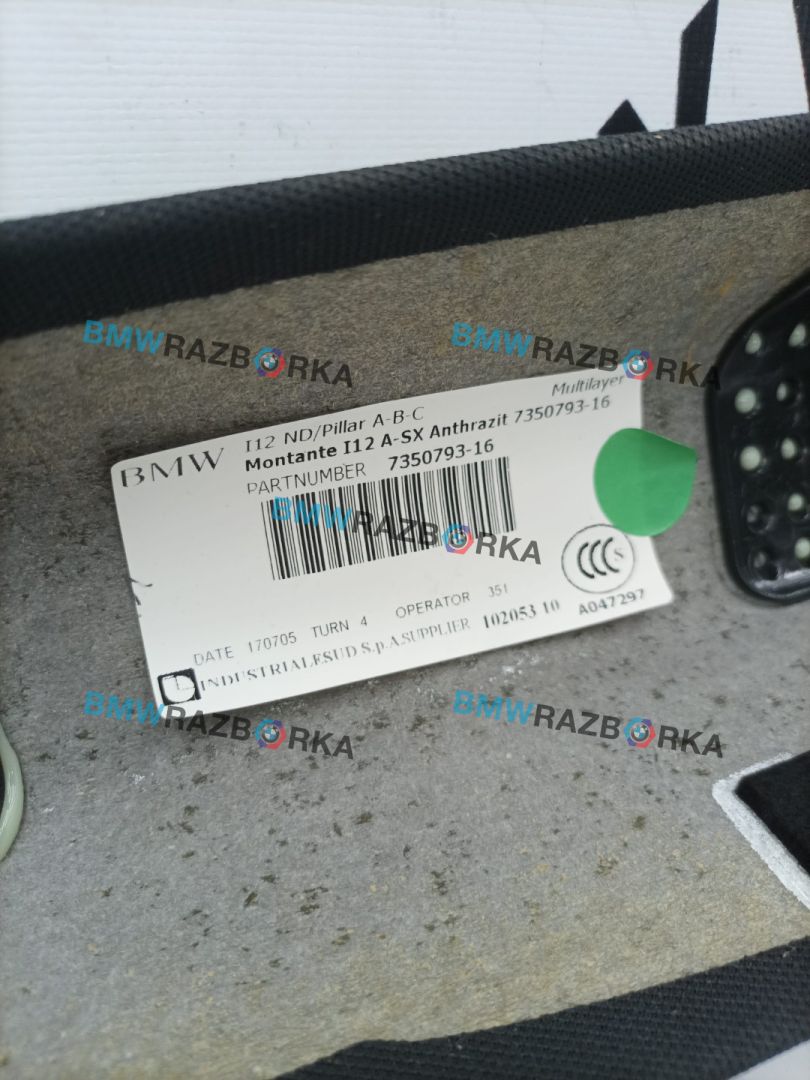 BMWRAZBORKA BMWRAZBORKA
BMW I12 ND/Pillar A-B-C Multilayer
Montante I12 A-SX Anthrazit 7350793-16
PARTNUMBER 7350793-16
BMWRAZBORKA
CCC S
DATE 170705 TURN 4 OPERATOR 351
INDUSTRIALESUD S.p.A. SUPPLIER 102053 10 A047297
BMWRAZBORKA BMWRAZBORKA